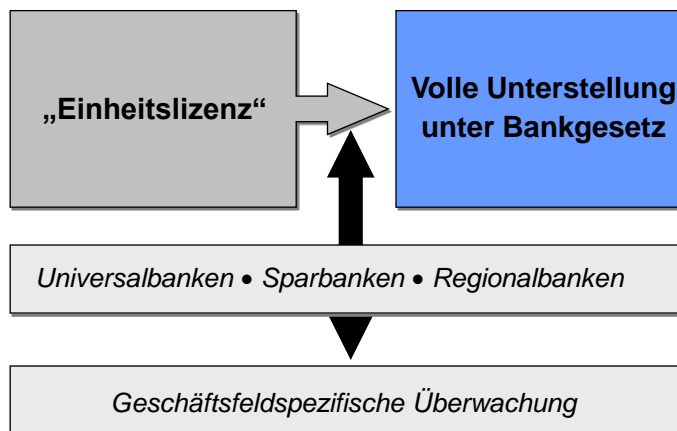 „Einheitslizenz“
Volle Unterstellung
unter Bankgesetz
Universalbanken • Sparbanken • Regionalbanken
Geschäftsfeldspezifische Überwachung